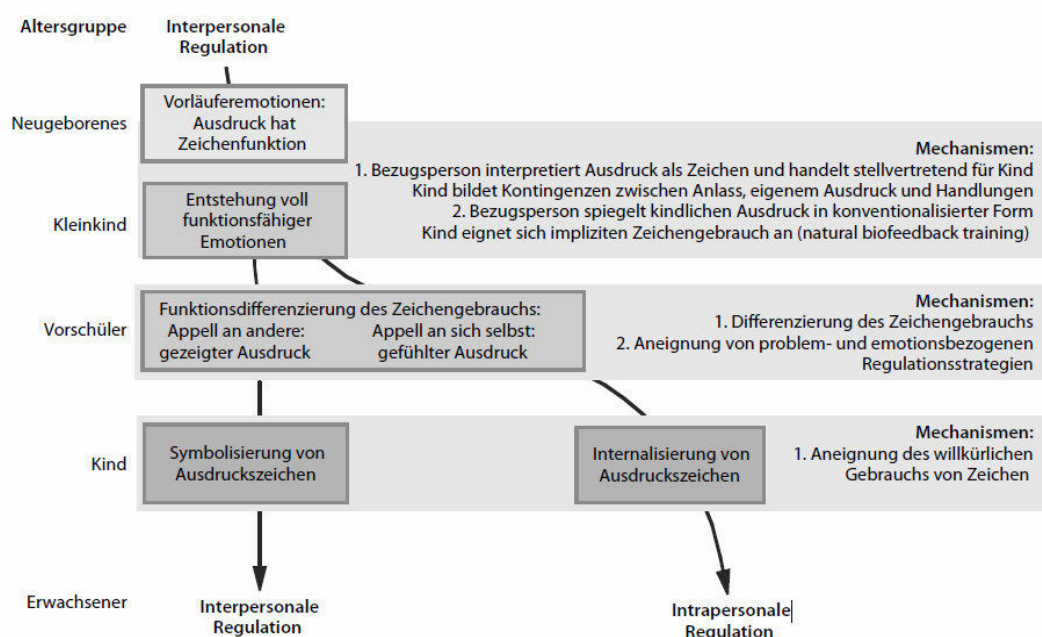 Altersgruppe
Interpersonale
Regulation
Neugeborenes
Vorläuferemotionen:
Ausdruck hat
Zeichenfunktion
Mechanismen:
1. Bezugsperson interpretiert Ausdruck als Zeichen und handelt stellvertretend für Kind
Kind bildet Kontingenzen zwischen Anlass, eigenem Ausdruck und Handlungen
2. Bezugsperson spiegelt kindlichen Ausdruck in konventionalisierter Form
Kind eignet sich impliziten Zeichengebrauch an (natural biofeedback training)
Kleinkind
Entstehung voll
funktionsfähiger
Emotionen
Vorschüler
Funktionsdifferenzierung des Zeichengebrauchs:
Appell an andere:
gezeigter Ausdruck
Appell an sich selbst:
gefühlter Ausdruck
Mechanismen:
1. Differenzierung des Zeichengebrauchs
2. Aneignung von problem- und emotionsbezogenen
Regulationsstrategien
Kind
Symbolisierung von
Ausdruckszeichen
Internalisierung von
Ausdruckszeichen
Mechanismen:
1. Aneignung des willkürlichen
Gebrauchs von Zeichen
Erwachsener
Interpersonale
Regulation
Intrapersonale
Regulation